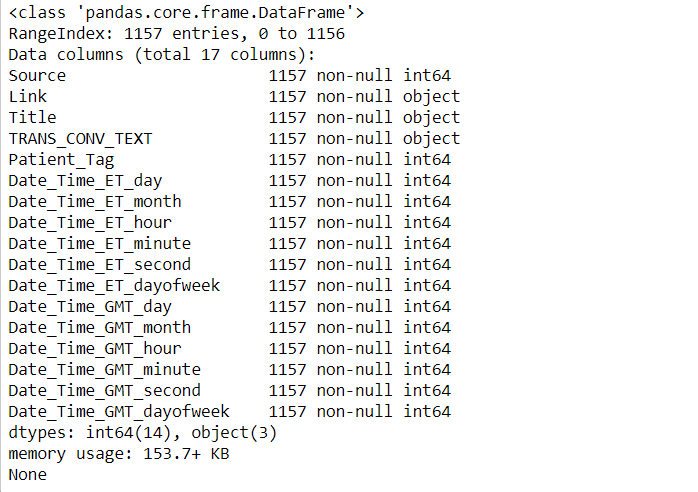 <class 'pandas.core.frame.DataFrame'>
RangeIndex: 1157 entries, 0 to 1156
Data columns (total 17 columns):
Source                   1157 non-null int64
Link                     1157 non-null object
Title                    1157 non-null object
TRANS_CONV_TEXT          1157 non-null object
Patient_Tag              1157 non-null int64
Date_Time_ET_day         1157 non-null int64
Date_Time_ET_month       1157 non-null int64
Date_Time_ET_hour        1157 non-null int64
Date_Time_ET_minute      1157 non-null int64
Date_Time_ET_second      1157 non-null int64
Date_Time_ET_dayofweek   1157 non-null int64
Date_Time_GMT_day        1157 non-null int64
Date_Time_GMT_month      1157 non-null int64
Date_Time_GMT_hour       1157 non-null int64
Date_Time_GMT_minute     1157 non-null int64
Date_Time_GMT_second     1157 non-null int64
Date_Time_GMT_dayofweek  1157 non-null int64
dtypes: int64(14), object(3)
memory usage: 153.7+ KB
None